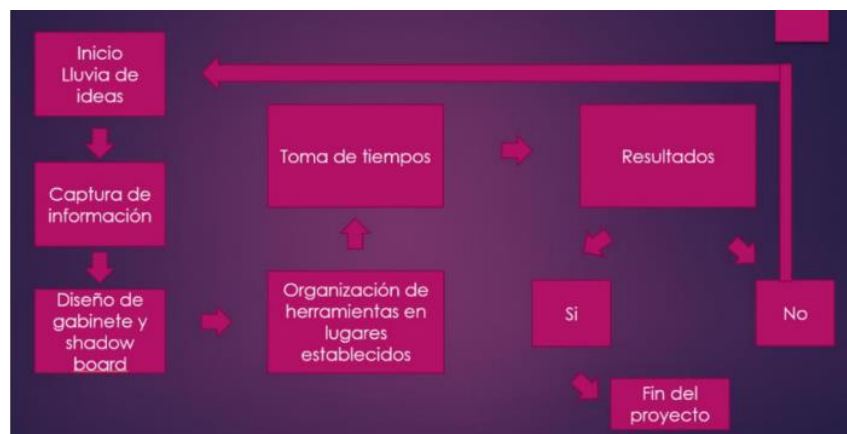 Inicio
Lluvia de
ideas
Captura de
información
Diseño de
gabinete y
shadow
board
Organización de
herramientas en
lugares
establecidos
Toma de tiempos
Resultados
Si
No
Fin del
proyecto